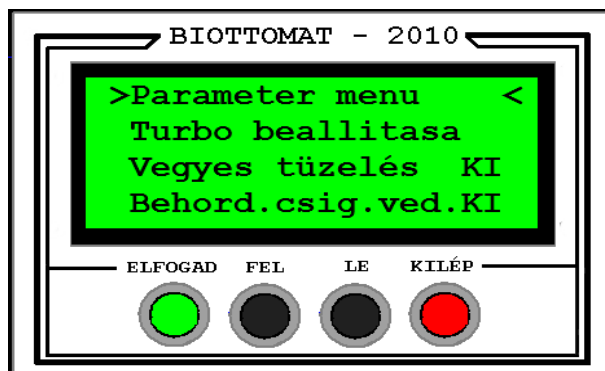 BIOTTOMAT - 2010
>Parameter menu <
Turbo beallitasa
Vegyes tüzelés KI
Behord.csig.ved.KI
ELFOGAD FEL LE KILÉP